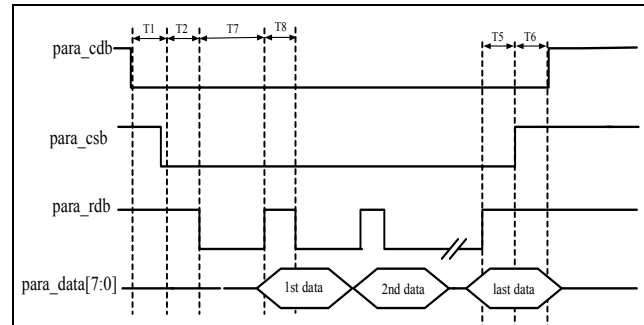 T1 T2 T7 T8 T5 T6
para_cdb
para_csb
para_rdb
para_data[7:0] 1st data 2nd data last data